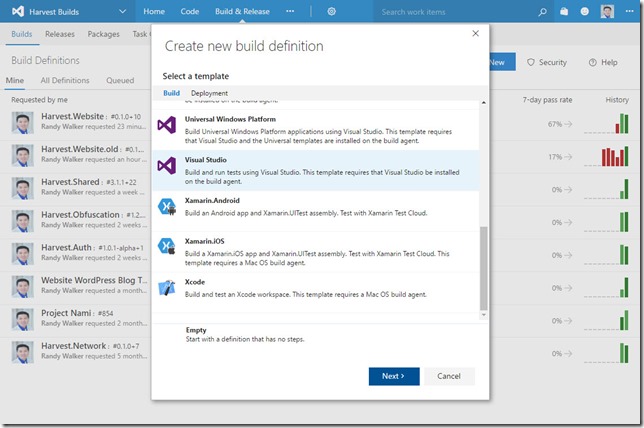 Harvest Builds
Home
Code
Build & Release
Search work items
Builds
Releases
Packages
Task
Build Definitions
New
Security
Help
Mine
All Definitions
Queued
Requested by me
7-day pass rate
History
Harvest.Website : #0.1.0+10
Randy Walker requested 23 minu...
67%
Harvest.Website.old : #0.1...
Randy Walker requested an hour ...
17%
Harvest.Shared : #3.1.1+22
Randy Walker requested a week ...
0%
Harvest.Obfuscation : #1.2...
Randy Walker requested 2 weeks ...
0%
Harvest.Auth : #1.0.1-alpha+1
Randy Walker requested 2 weeks ...
0%
Website WordPress Blog T...
Randy Walker requested a month...
0%
Project Nami : #854
Randy Walker requested 2 month...
0%
Harvest.Network : #0.1.0+7
Randy Walker requested 5 month...
0%
Create new build definition
Select a template
Build
Deployment
be installed on the build agent.
Universal Windows Platform
Build Universal Windows Platform applications using Visual Studio. This template requires
that Visual Studio and the Universal templates are installed on the build agent.
Visual Studio
Build and run tests using Visual Studio. This template requires that Visual Studio be installed
on the build agent.
Xamarin.Android
Build an Android app and Xamarin.UITest assembly. Test with Xamarin Test Cloud.
Xamarin.iOS
Build a Xamarin.iOS app and Xamarin.UITest assembly. Test with Xamarin Test Cloud. This
template requires a Mac OS build agent.
Xcode
Build and test an Xcode workspace. This template requires a Mac OS build agent.
Empty
Start with a definition that has no steps.
Next >
Cancel